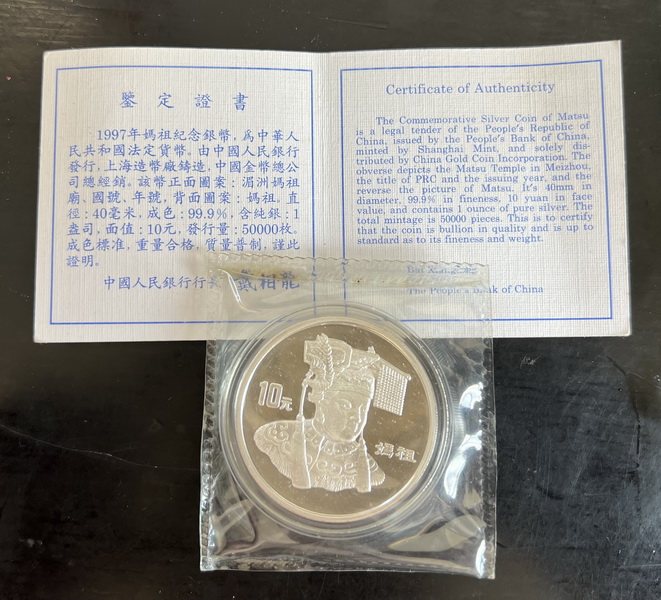 鑒定證書
1997年媽祖紀念銀幣，爲中華人
民共和國法定貨幣。由中國人民銀行
發行，上海造幣廠鑄造，中國金幣總公
司總經銷。該幣正面圖案：湄洲媽祖
廟、國號、年號，背面圖案：媽祖。直
徑：40毫米，成色：99.9%，含純銀：1
盎司，面值：10元，發行量：50000枚。
成色標准，重量合格，質量普制，謹此
證明。
中國人民銀行行長 戴相龍
Certificate of Authenticity
The Commemorative Silver Coin of Matsu
is a legal tender of the People's Republic of
China, issued by the People's Bank of China,
minted by Shanghai Mint, and solely dis-
tributed by China Gold Coin Incorporation. The
obverse depicts the Matsu Temple in Meizhou,
the title of PRC and the issuing year, and the
reverse the picture of Matsu. It's 40mm in
diameter, 99.9% in fineness, 10 yuan in face
value, and contains 1 ounce of pure silver. The
total mintage is 50000 pieces. This is to certify
that the coin is bullion in quality and is up to
standard as to its fineness and weight.
The People's Bank of China
10元
媽祖